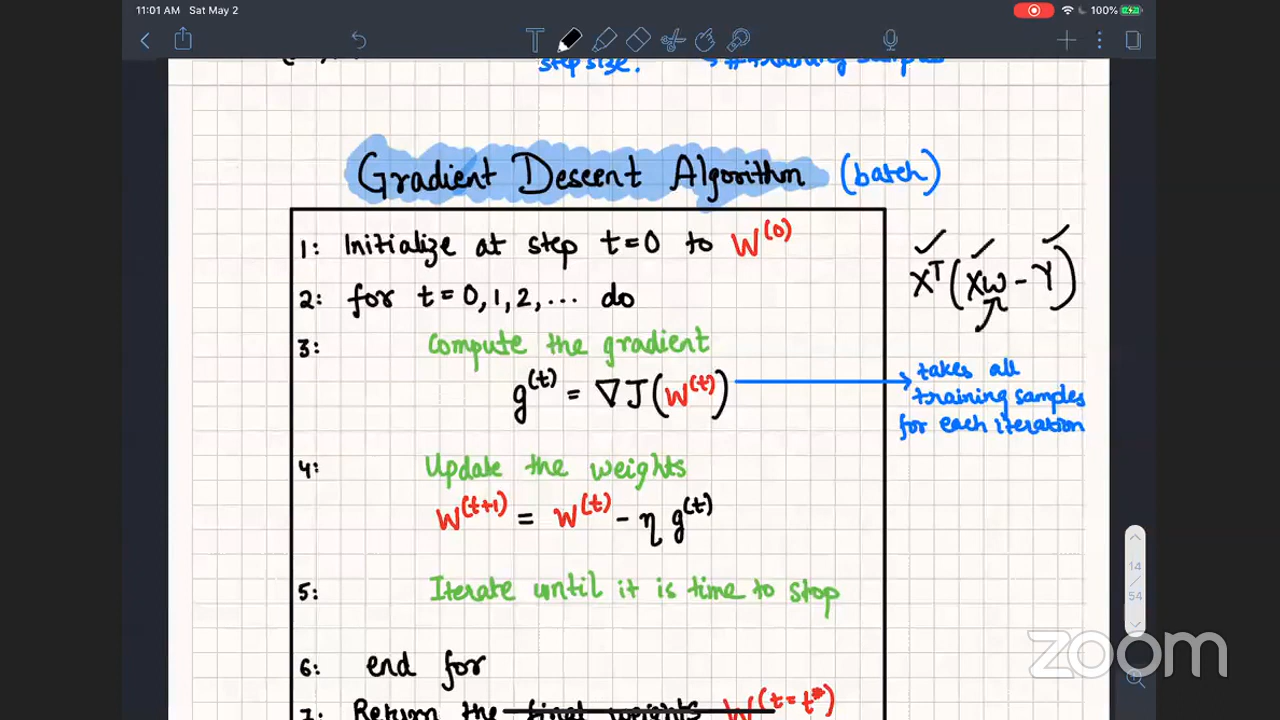 11:01 AM Sat May 2
100%
step size. # training samples
Gradient Descent Algorithm (batch)
1: Initialize at step t=0 to W^(0)
X^T (XW - Y)
2: for t = 0, 1, 2, ... do
3: Compute the gradient
g^(t) = ∇J(W^(t))
takes all
training samples
for each iteration
4: Update the weights
W^(t+1) = W^(t) - η g^(t)
5: Iterate until it is time to stop
6: end for
7: Return the final weights W^(t=t*)
14
/
54
zoom